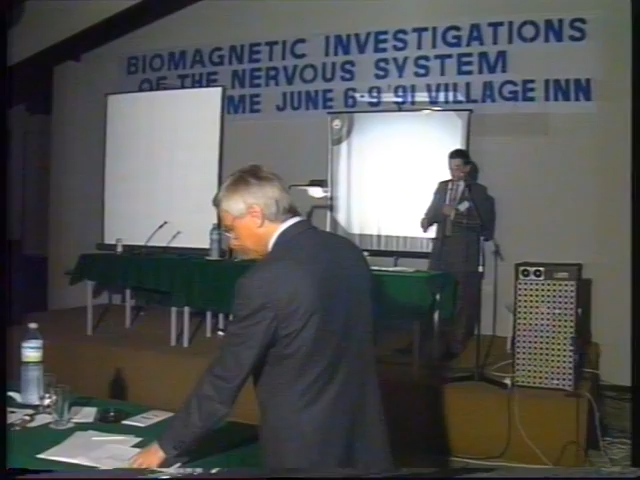 BIOMAGNETIC INVESTIGATIONS
OF THE NERVOUS SYSTEM
ME JUNE 6-9'91 VILLAGE INN